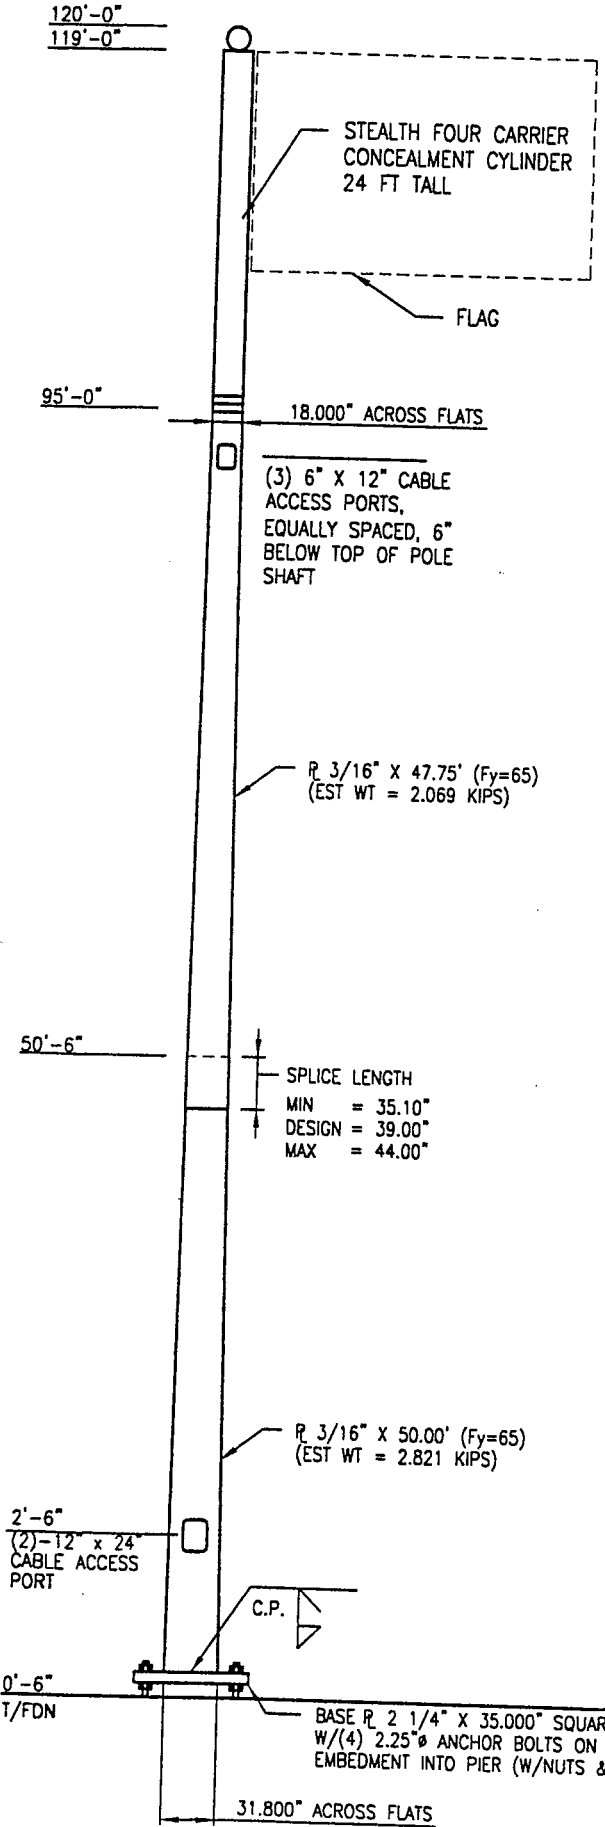 120'-0"
119'-0"
STEALTH FOUR CARRIER
CONCEALMENT CYLINDER
24 FT TALL
FLAG
95'-0"
18.000" ACROSS FLATS
(3) 6" X 12" CABLE
ACCESS PORTS,
EQUALLY SPACED, 6"
BELOW TOP OF POLE
SHAFT
℄ 3/16" X 47.75' (Fy=65)
(EST WT = 2.069 KIPS)
50'-6"
SPLICE LENGTH
MIN = 35.10"
DESIGN = 39.00"
MAX = 44.00"
℄ 3/16" X 50.00' (Fy=65)
(EST WT = 2.821 KIPS)
2'-6"
(2)-12" x 24"
CABLE ACCESS
PORT
C.P.
0'-6"
T/FDN
BASE ℄ 2 1/4" X 35.000" SQUAR
W/(4) 2.25"ø ANCHOR BOLTS ON
EMBEDMENT INTO PIER (W/NUTS &
31.800" ACROSS FLATS